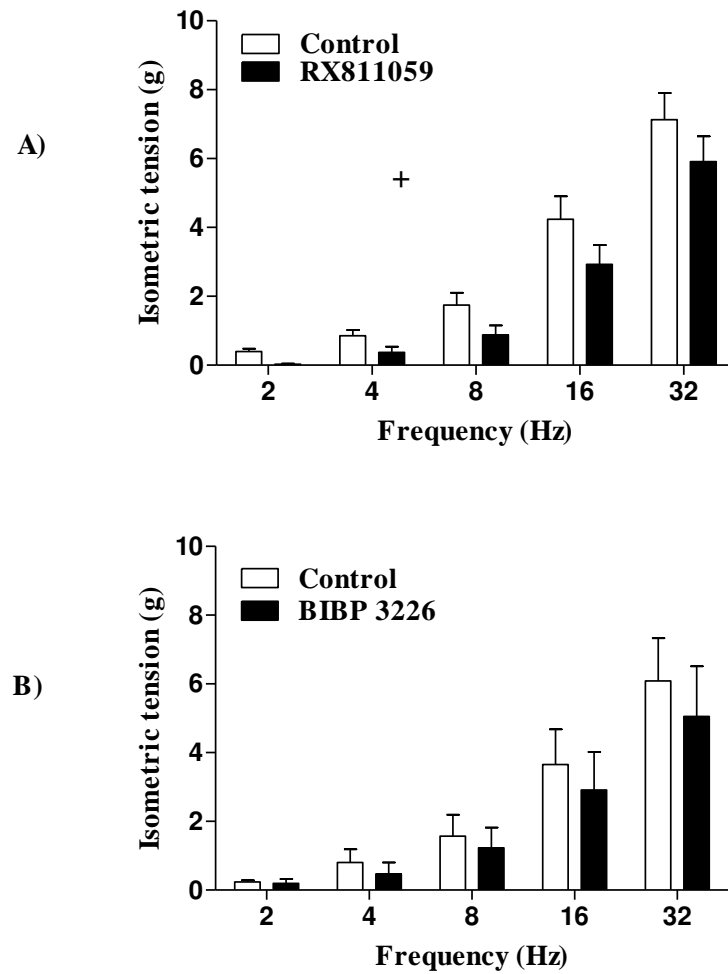 A)
Isometric tension (g)
10
8
6
4
2
0
Control
RX811059
+
2 4 8 16 32
Frequency (Hz)
B)
Isometric tension (g)
10
8
6
4
2
0
Control
BIBP 3226
2 4 8 16 32
Frequency (Hz)